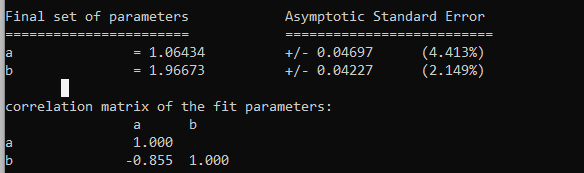 Final set of parameters            Asymptotic Standard Error
=======================            ==========================
a               = 1.06434          +/- 0.04697      (4.413%)
b               = 1.96673          +/- 0.04227      (2.149%)
correlation matrix of the fit parameters:
                a      b
a               1.000
b              -0.855  1.000